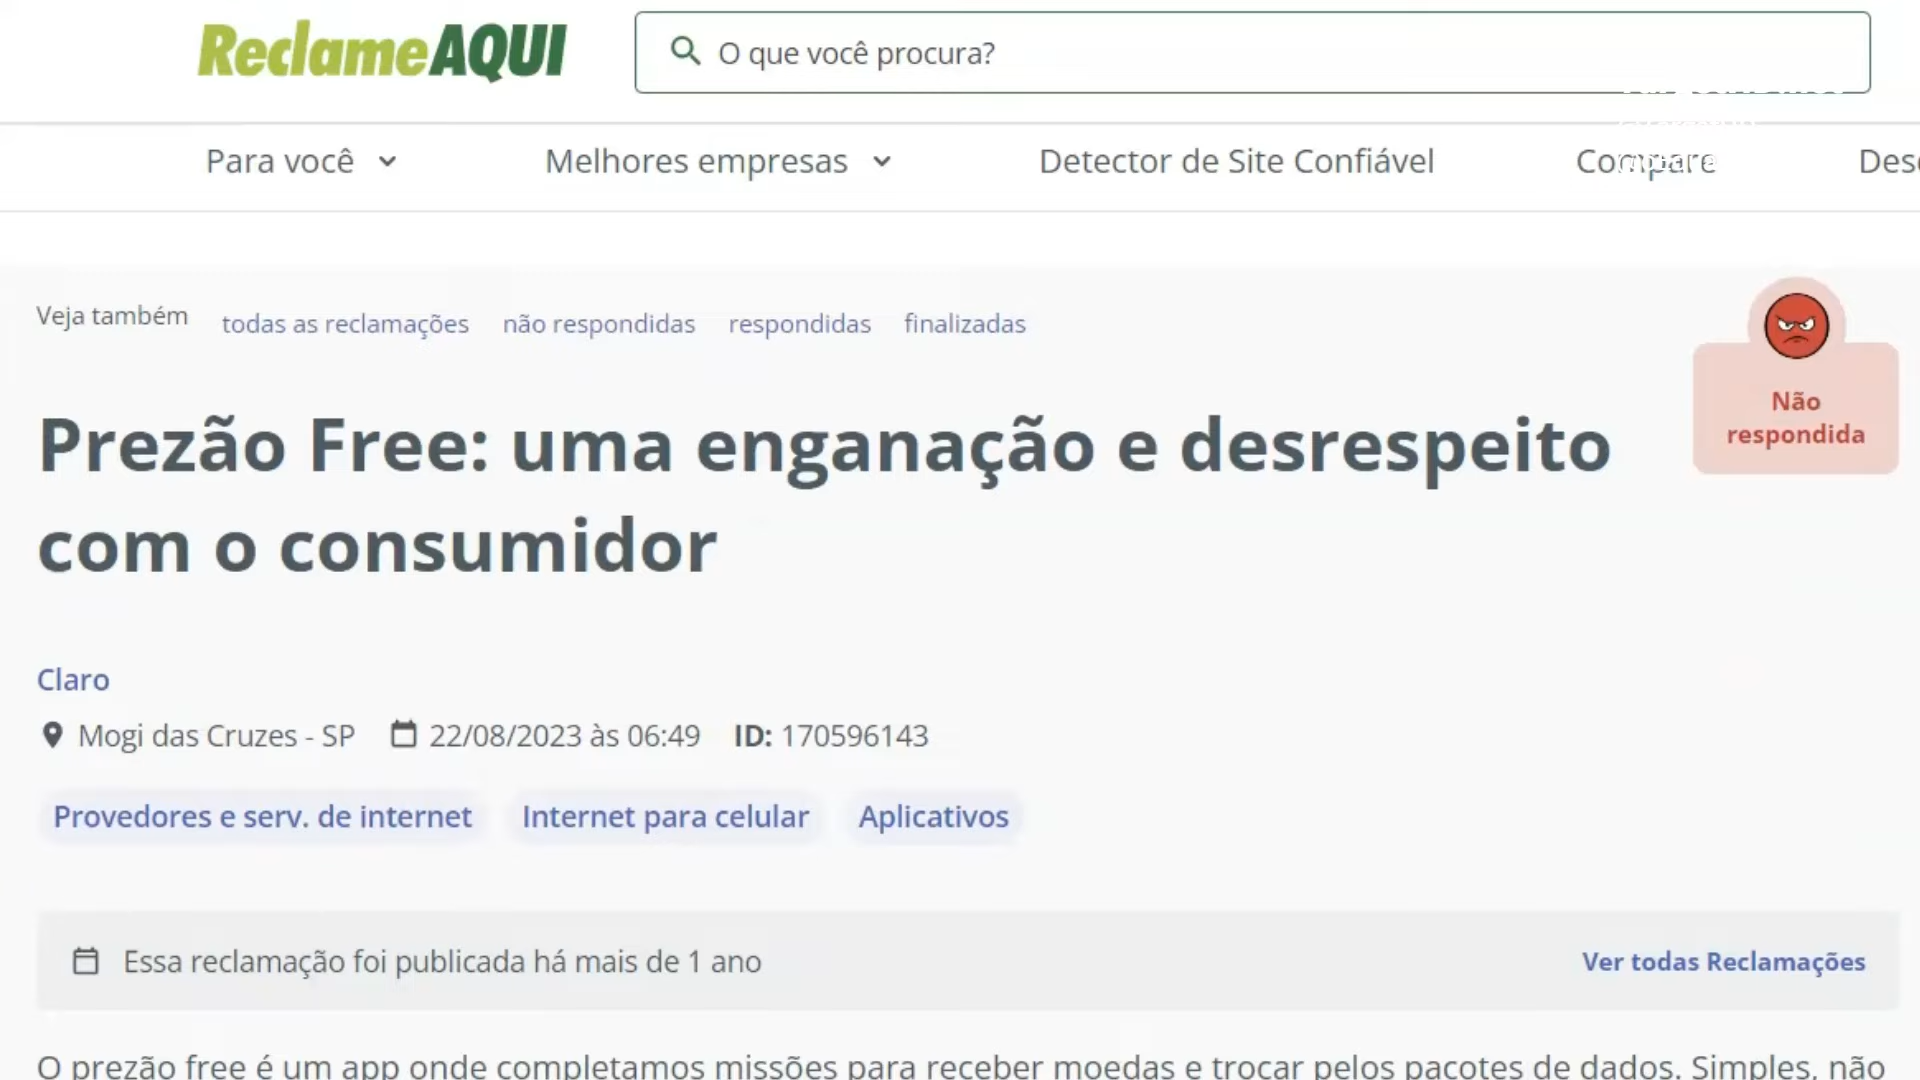 ReclameAQUI
O que você procura?
Para você
Melhores empresas
Detector de Site Confiável
Compare
Veja também
todas as reclamações
não respondidas
respondidas
finalizadas
Não
respondida
Prezão Free: uma enganação e desrespeito
com o consumidor
Claro
Mogi das Cruzes - SP
22/08/2023 às 06:49
ID: 170596143
Provedores e serv. de internet
Internet para celular
Aplicativos
Essa reclamação foi publicada há mais de 1 ano
Ver todas Reclamações
O prezão free é um app onde completamos missões para receber moedas e trocar pelos pacotes de dados. Simples, não